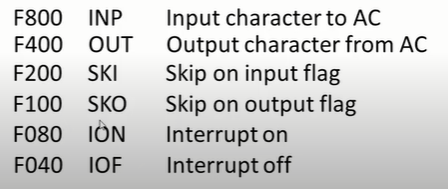 F800 INP Input character to AC
F400 OUT Output character from AC
F200 SKI Skip on input flag
F100 SKO Skip on output flag
F080 ION Interrupt on
F040 IOF Interrupt off